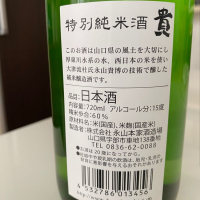 特別純米酒 貴
このお酒は山口県の風土を大切にし
厚東川水系の水、西日本の米を使い
大津杜氏永山貴博の技術で醸した
純米醸造酒です。
品目:日本酒
内容量:720ml アルコール分:15度
精米歩合:60%
原材料名:米(国産)、米麹(国産米)
製造者:株式会社 永山本家酒造場
山口県宇部市車地138番地
TEL 0836-62-0088
4 532786 013456